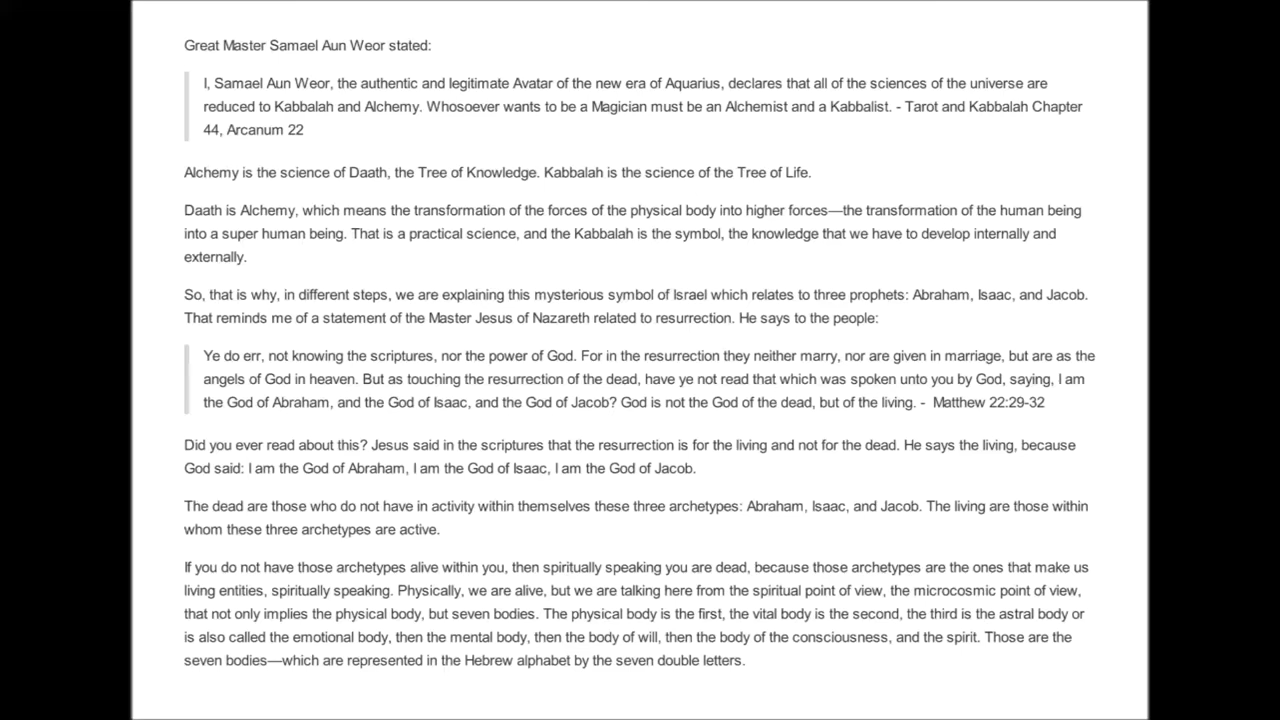 Great Master Samael Aun Weor stated:
I, Samael Aun Weor, the authentic and legitimate Avatar of the new era of Aquarius, declares that all of the sciences of the universe are
reduced to Kabbalah and Alchemy. Whosoever wants to be a Magician must be an Alchemist and a Kabbalist. - Tarot and Kabbalah Chapter
44, Arcanum 22
Alchemy is the science of Daath, the Tree of Knowledge. Kabbalah is the science of the Tree of Life.
Daath is Alchemy, which means the transformation of the forces of the physical body into higher forces—the transformation of the human being
into a super human being. That is a practical science, and the Kabbalah is the symbol, the knowledge that we have to develop internally and
externally.
So, that is why, in different steps, we are explaining this mysterious symbol of Israel which relates to three prophets: Abraham, Isaac, and Jacob.
That reminds me of a statement of the Master Jesus of Nazareth related to resurrection. He says to the people:
Ye do err, not knowing the scriptures, nor the power of God. For in the resurrection they neither marry, nor are given in marriage, but are as the
angels of God in heaven. But as touching the resurrection of the dead, have ye not read that which was spoken unto you by God, saying, I am
the God of Abraham, and the God of Isaac, and the God of Jacob? God is not the God of the dead, but of the living. - Matthew 22:29-32
Did you ever read about this? Jesus said in the scriptures that the resurrection is for the living and not for the dead. He says the living, because
God said: I am the God of Abraham, I am the God of Isaac, I am the God of Jacob.
The dead are those who do not have in activity within themselves these three archetypes: Abraham, Isaac, and Jacob. The living are those within
whom these three archetypes are active.
If you do not have those archetypes alive within you, then spiritually speaking you are dead, because those archetypes are the ones that make us
living entities, spiritually speaking. Physically, we are alive, but we are talking here from the spiritual point of view, the microcosmic point of view,
that not only implies the physical body, but seven bodies. The physical body is the first, the vital body is the second, the third is the astral body or
is also called the emotional body, then the mental body, then the body of will, then the body of the consciousness, and the spirit. Those are the
seven bodies—which are represented in the Hebrew alphabet by the seven double letters.